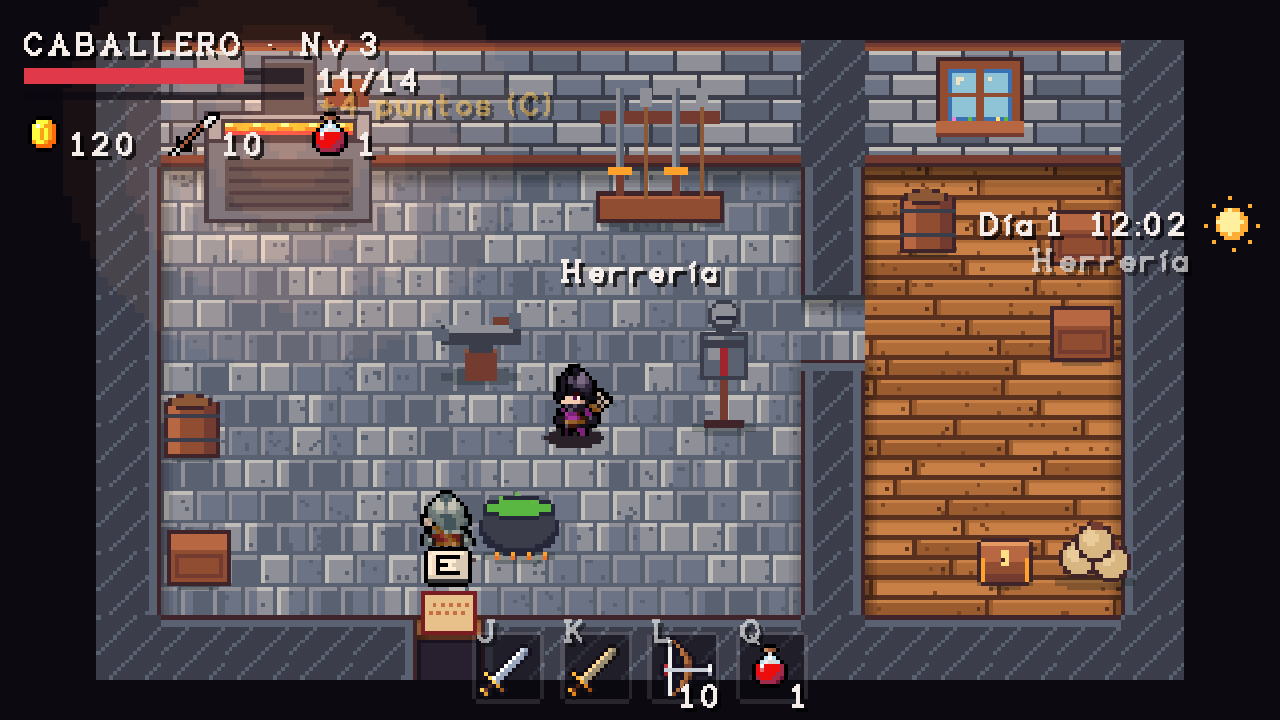 CABALLERO · Nv 3
11/14
+4 puntos (C)
120
10
1
Día 1 12:02
Herrería
Herrería
E
J
K
L
Q
10
1